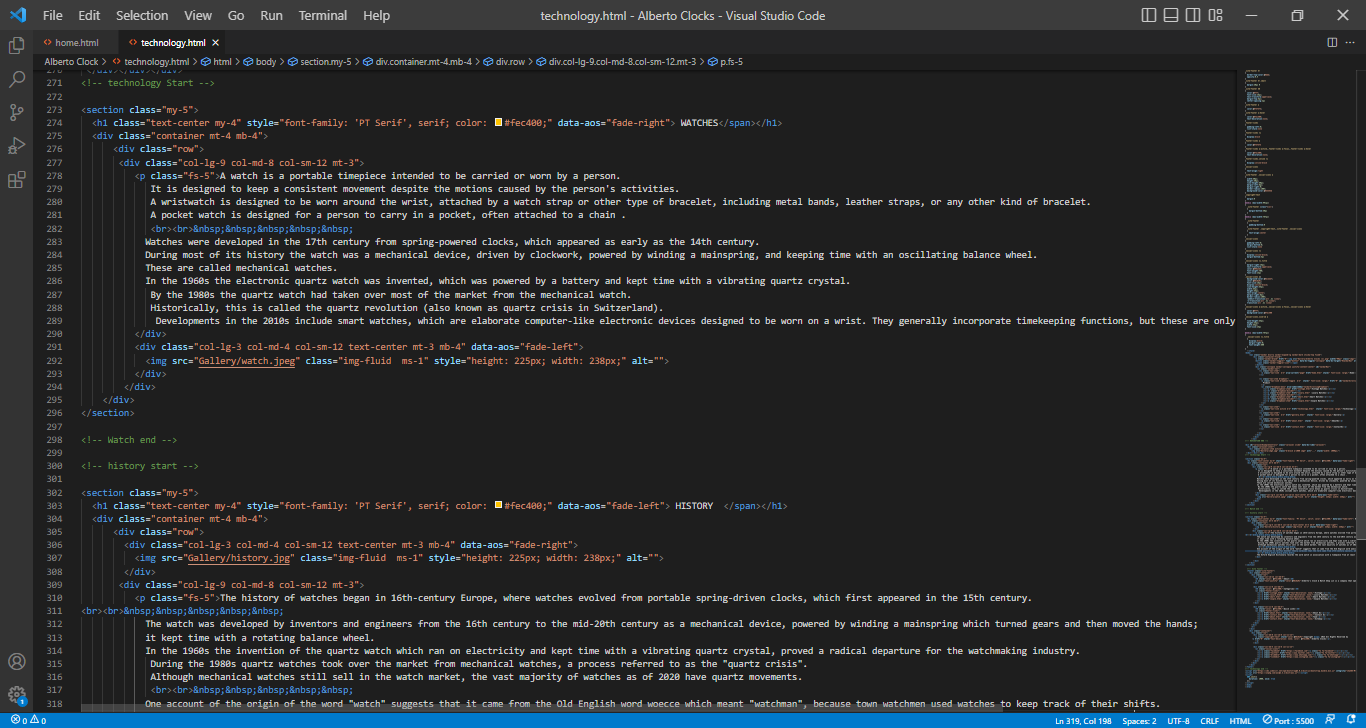 File Edit Selection View Go Run Terminal Help technology.html - Alberto Clocks - Visual Studio Code
home.html technology.html
Alberto Clock > technology.html > html > body > section.my-5 > div.container.mt-4.mb-4 > div.row > div.col-lg-9.col-md-8.col-sm-12.mt-3 > p.fs-5
270 </div></div></div>
271 <!-- technology Start -->
272
273 <section class="my-5">
274 <h1 class="text-center my-4" style="font-family: 'PT Serif', serif; color: #fec400;" data-aos="fade-right"> WATCHES</span></h1>
275 <div class="container mt-4 mb-4">
276 <div class="row">
277 <div class="col-lg-9 col-md-8 col-sm-12 mt-3">
278 <p class="fs-5">A watch is a portable timepiece intended to be carried or worn by a person.
279 It is designed to keep a consistent movement despite the motions caused by the person's activities.
280 A wristwatch is designed to be worn around the wrist, attached by a watch strap or other type of bracelet, including metal bands, leather straps, or any other kind of bracelet.
281 A pocket watch is designed for a person to carry in a pocket, often attached to a chain .
282 <br><br>&nbsp;&nbsp;&nbsp;&nbsp;&nbsp;
283 Watches were developed in the 17th century from spring-powered clocks, which appeared as early as the 14th century.
284 During most of its history the watch was a mechanical device, driven by clockwork, powered by winding a mainspring, and keeping time with an oscillating balance wheel.
285 These are called mechanical watches.
286 In the 1960s the electronic quartz watch was invented, which was powered by a battery and kept time with a vibrating quartz crystal.
287 By the 1980s the quartz watch had taken over most of the market from the mechanical watch.
288 Historically, this is called the quartz revolution (also known as quartz crisis in Switzerland).
289 Developments in the 2010s include smart watches, which are elaborate computer-like electronic devices designed to be worn on a wrist. They generally incorporate timekeeping functions, but these are only
290 </div>
291 <div class="col-lg-3 col-md-4 col-sm-12 text-center mt-3 mb-4" data-aos="fade-left">
292 <img src="Gallery/watch.jpeg" class="img-fluid  ms-1" style="height: 225px; width: 238px;" alt="">
293 </div>
294 </div>
295 </div>
296 </section>
297
298 <!-- Watch end -->
299
300 <!-- history start -->
301
302 <section class="my-5">
303 <h1 class="text-center my-4" style="font-family: 'PT Serif', serif; color: #fec400;" data-aos="fade-left"> HISTORY  </span></h1>
304 <div class="container mt-4 mb-4">
305 <div class="row">
306 <div class="col-lg-3 col-md-4 col-sm-12 text-center mt-3 mb-4" data-aos="fade-right">
307 <img src="Gallery/history.jpg" class="img-fluid  ms-1" style="height: 225px; width: 238px;" alt="">
308 </div>
309 <div class="col-lg-9 col-md-8 col-sm-12 mt-3">
310 <p class="fs-5">The history of watches began in 16th-century Europe, where watches evolved from portable spring-driven clocks, which first appeared in the 15th century.
311 <br><br>&nbsp;&nbsp;&nbsp;&nbsp;&nbsp;
312 The watch was developed by inventors and engineers from the 16th century to the mid-20th century as a mechanical device, powered by winding a mainspring which turned gears and then moved the hands;
313 it kept time with a rotating balance wheel.
314 In the 1960s the invention of the quartz watch which ran on electricity and kept time with a vibrating quartz crystal, proved a radical departure for the watchmaking industry.
315 During the 1980s quartz watches took over the market from mechanical watches, a process referred to as the "quartz crisis".
316 Although mechanical watches still sell in the watch market, the vast majority of watches as of 2020 have quartz movements.
317 <br><br>&nbsp;&nbsp;&nbsp;&nbsp;&nbsp;
318 One account of the origin of the word "watch" suggests that it came from the Old English word woecce which meant "watchman", because town watchmen used watches to keep track of their shifts.
1
0 0 Ln 319, Col 198 Spaces: 2 UTF-8 CRLF HTML Port : 5500